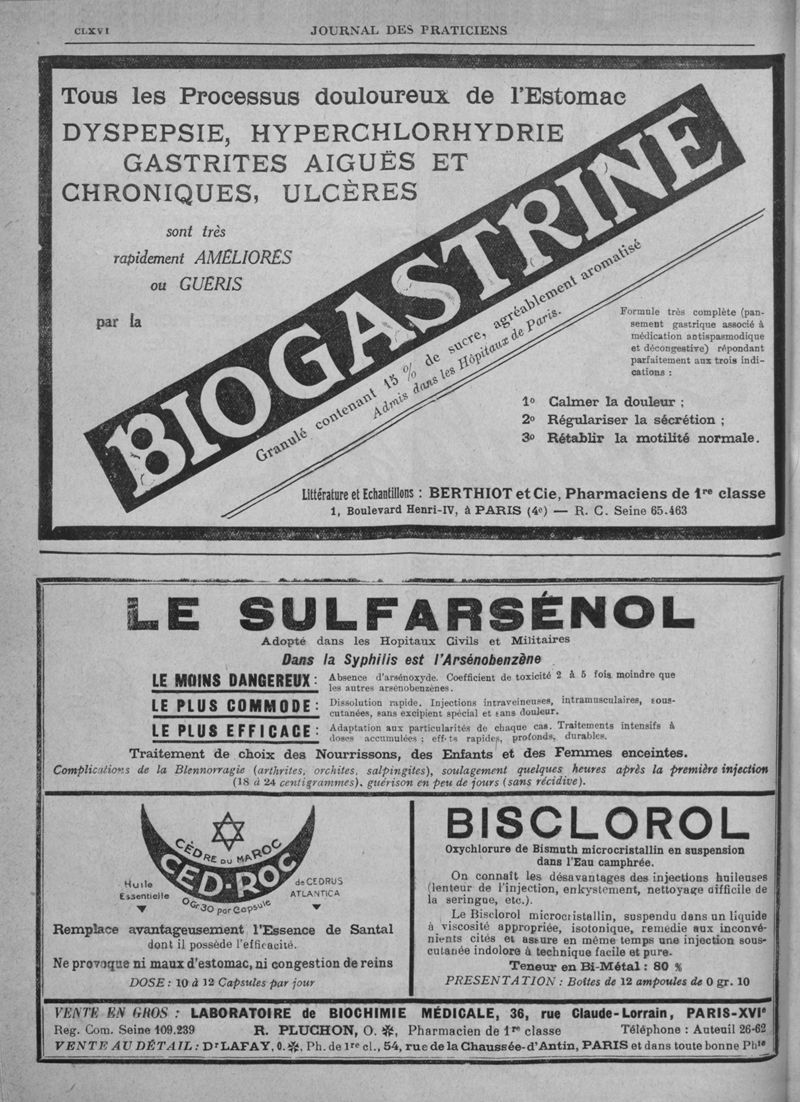 CLXVI JOURNAL DES PRATICIENS
Tous les Processus douloureux de l'Estomac
DYSPEPSIE, HYPERCHLORHYDRIE
GASTRITES AIGUËS ET
CHRONIQUES, ULCÈRES
sont très
rapidement AMÉLIORÉS
ou GUÉRIS
par la
BIOGASTRINE
Granulé contenant 15 % de sucre, agréablement aromatisé
Admis dans les Hôpitaux de Paris.
Formule très complète (pan-
sement gastrique associé à
médication antispasmodique
et décongestive) répondant
parfaitement aux trois indi-
cations :
1º Calmer la douleur ;
2º Régulariser la sécrétion ;
3º Rétablir la motilité normale.
Littérature et Echantillons : BERTHIOT et Cie, Pharmaciens de 1re classe
1, Boulevard Henri-IV, à PARIS (4e) — R. C. Seine 65.463
LE SULFARSÉNOL
Adopté dans les Hopitaux Civils et Militaires
Dans la Syphilis est l'Arsénobenzène
LE MOINS DANGEREUX : Absence d'arsénoxyde. Coefficient de toxicité 2 à 5 fois moindre que
les autres arsénobenzènes.
LE PLUS COMMODE : Dissolution rapide. Injections intraveineuses, intramusculaires, sous-
cutanées, sans excipient spécial et sans douleur.
LE PLUS EFFICACE : Adaptation aux particularités de chaque cas. Traitements intensifs à
doses accumulées ; effets rapides, profonds, durables.
Traitement de choix des Nourrissons, des Enfants et des Femmes enceintes.
Complications de la Blennorragie (arthrites, orchites, salpingites), soulagement quelques heures après la première injection
(18 à 24 centigrammes), guérison en peu de jours (sans récidive).
CÈDRE DU MAROC
CED-ROC
Huile
Essentielle
de CEDRUS
ATLANTICA
0Gr30 par Capsule
Remplace avantageusement l'Essence de Santal
dont il possède l'efficacité.
Ne provoque ni maux d'estomac, ni congestion de reins
DOSE : 10 à 12 Capsules par jour
BISCLOROL
Oxychlorure de Bismuth microcristallin en suspension
dans l'Eau camphrée.
On connaît les désavantages des injections huileuses
(lenteur de l'injection, enkystement, nettoyage difficile de
la seringue, etc.).
Le Bisclorol microcristallin, suspendu dans un liquide
à viscosité appropriée, isotonique, remédie aux inconvé-
nients cités et assure en même temps une injection sous-
cutanée indolore à technique facile et pure.
Teneur en Bi-Métal : 80 %
PRESENTATION : Boîtes de 12 ampoules de 0 gr. 10
VENTE EN GROS : LABORATOIRE de BIOCHIMIE MÉDICALE, 36, rue Claude-Lorrain, PARIS-XVIe
Reg. Com. Seine 109.239 R. PLUCHON, O. ✻, Pharmacien de 1re classe Téléphone : Auteuil 26-62
VENTE AU DÉTAIL : Dr LAFAY, O. ✻, Ph. de 1re cl., 54, rue de la Chaussée-d'Antin, PARIS et dans toute bonne Phie